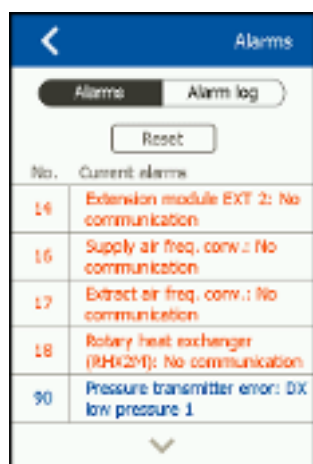 Alarms
Alarms Alarm log
Reset
No. Current alarms
14 Extension module EXT 2: No
communication
16 Supply air freq. conv.: No
communication
17 Extract air freq. conv.: No
communication
18 Rotary heat exchanger
(RHX2M): No communication
90 Pressure transmitter error: DX
low pressure 1